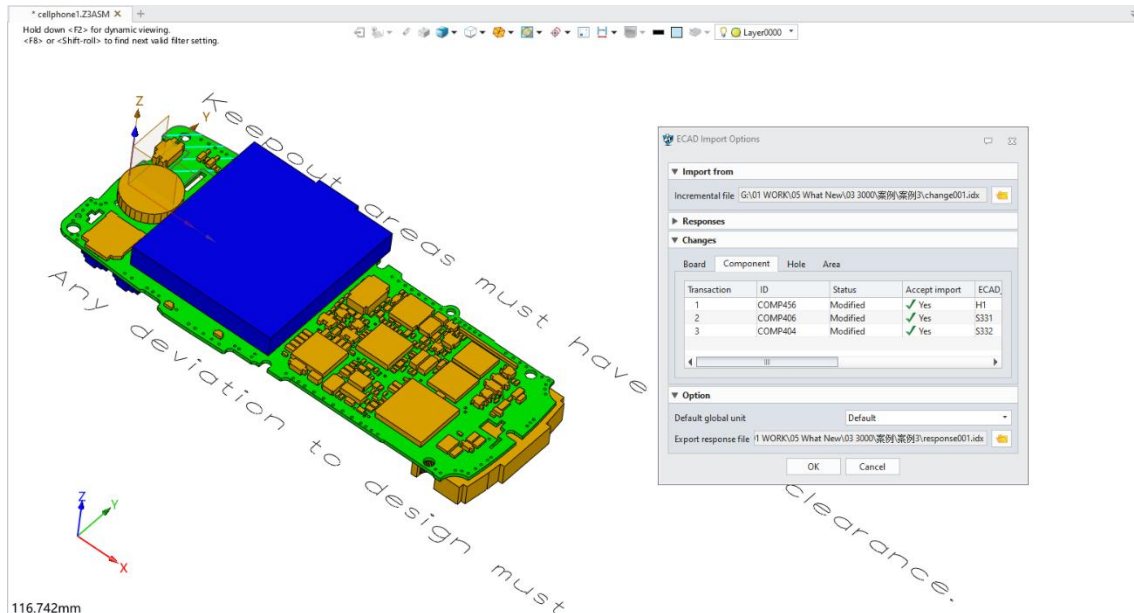 * cellphone1.Z3ASM
Hold down <F2> for dynamic viewing.
<F8> or <Shift-roll> to find next valid filter setting.
Layer0000
Z
Y
Keepout areas must have
clearance.
Any deviation to design must
ECAD Import Options
Import from
Incremental file G:\01 WORK\05 What New\03 3000\案例\案例3\change001.idx
Responses
Changes
Board Component Hole Area
Transaction ID Status Accept import ECAD_
1 COMP456 Modified Yes H1
2 COMP406 Modified Yes S331
3 COMP404 Modified Yes S332
Option
Default global unit Default
Export response file 1 WORK\05 What New\03 3000\案例\案例3\response001.idx
OK Cancel
Z
Y
X
116.742mm